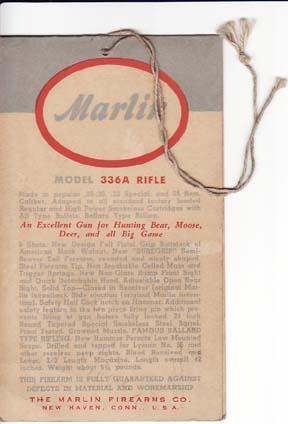 Marlin
MODEL 336A RIFLE
Made in popular 30-30, 32 Special and 35 Rem.
Caliber. Adapted to all standard factory loaded
Regular and High Power Smokeless Cartridges with
All Type Bullets. Ballard Type Rifling.
An Excellent Gun for Hunting Bear, Moose,
Deer, and all Big Game
6 Shots. New Design Full Pistol Grip Buttstock of
American Black Walnut. New Semi-
Beaver Tail Forearm, rounded and nicely shaped.
Steel Forearm Tip. Non Breakable Coiled Main and
Trigger Springs. New Non Glare Ramp Front Sight
and Quick Detachable Hood. Adjustable Open Rear
Sight. Solid Top—Closed in Receiver (original Marlin
invention). Side ejection (original Marlin inven-
tion). Safety Half Cock Notch on Hammer. Additional
safety feature is the two piece firing pin which pre-
vents firing of gun before fully locked. 24 inch
Round Tapered Special Smokeless Steel Barrel
Proof Tested. Crowned Muzzle. FAMOUS BALLARD
TYPE RIFLING. New Hammer Permits Low Mounted
Scope. Drilled and tapped for Lyman No. and
other receiver peep sights. Blued Receiver and
Lever. 2/3 Length Magazine. Length overall 42
inches. Weight about pounds.
THIS FIREARM IS FULLY GUARANTEED AGAINST
DEFECTS IN MATERIAL AND WORKMANSHIP
THE MARLIN FIREARMS CO.
NEW HAVEN, CONN., U.S.A.